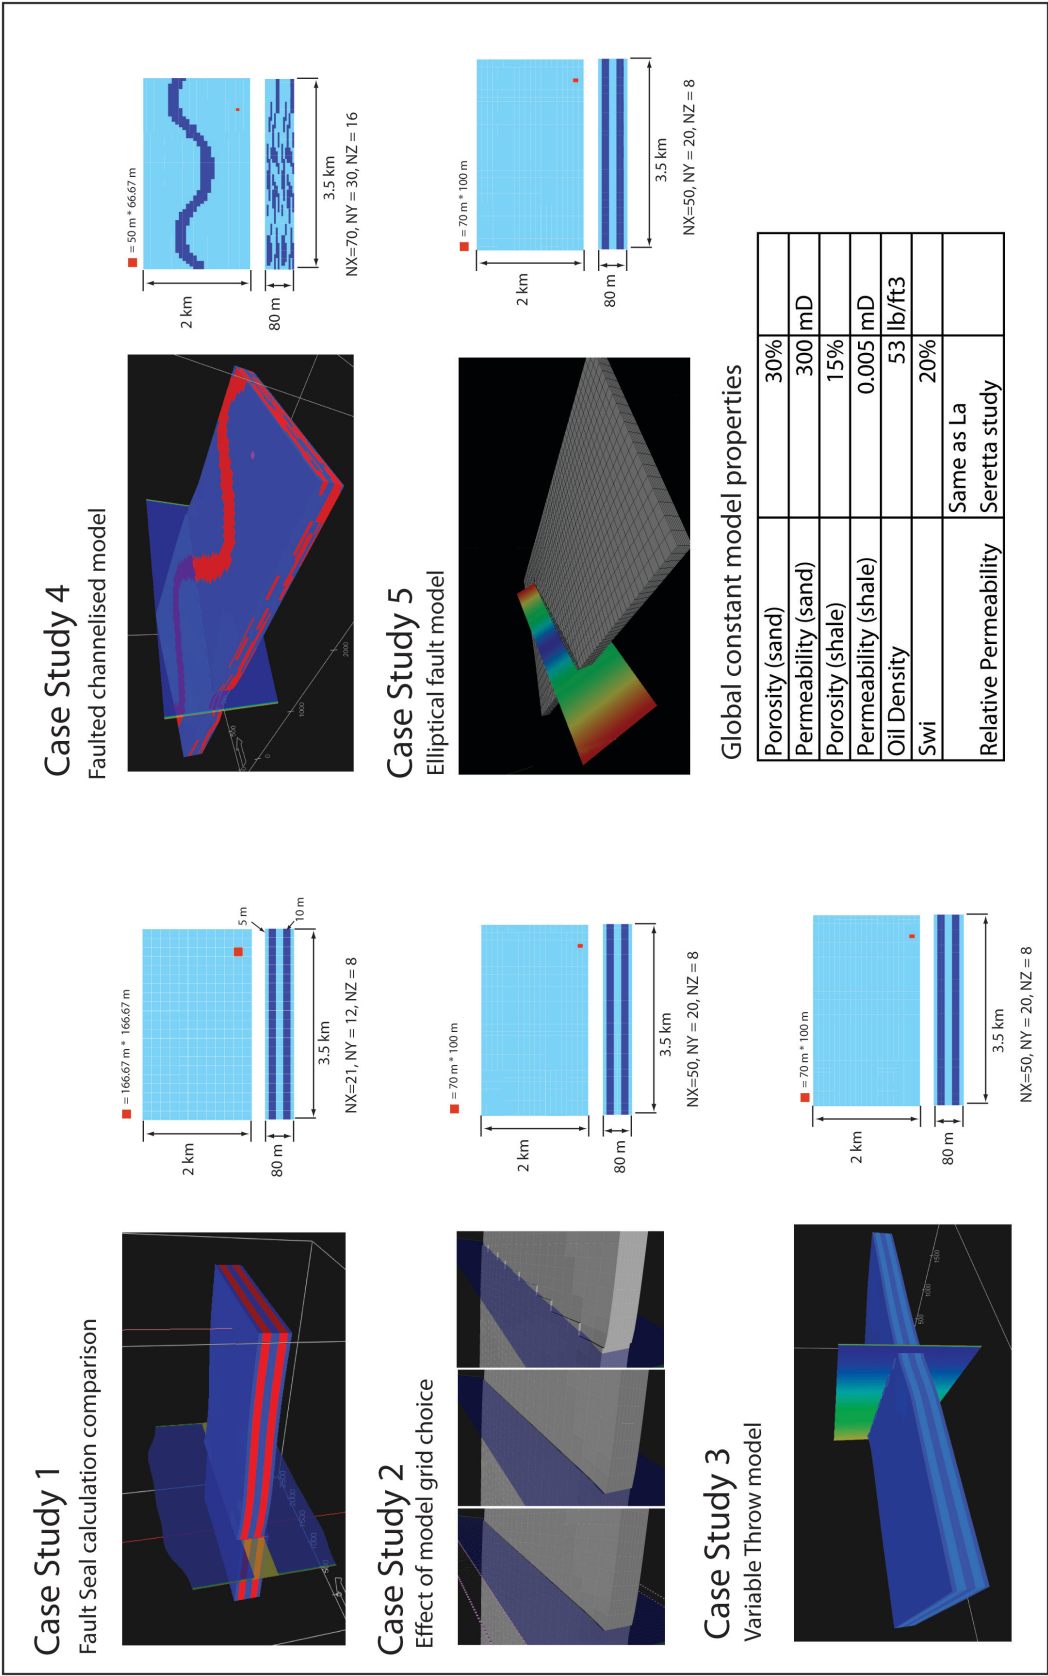 Case Study 1
Fault Seal calculation comparison
= 166.67 m * 166.67 m
2 km
80 m
5 m
10 m
3.5 km
NX=21, NY = 12, NZ = 8
Case Study 2
Effect of model grid choice
= 70 m * 100 m
2 km
80 m
3.5 km
NX=50, NY = 20, NZ = 8
Case Study 3
Variable Throw model
500
1000
1500
= 70 m * 100 m
2 km
80 m
3.5 km
NX=50, NY = 20, NZ = 8
Case Study 4
Faulted channelised model
0
1000
2000
= 50 m * 66.67 m
2 km
80 m
3.5 km
NX=70, NY = 30, NZ = 16
Case Study 5
Elliptical fault model
= 70 m * 100 m
2 km
80 m
3.5 km
NX=50, NY = 20, NZ = 8
Global constant model properties
Porosity (sand) 30%
Permeability (sand) 300 mD
Porosity (shale) 15%
Permeability (shale) 0.005 mD
Oil Density 53 lb/ft3
Swi 20%
Relative Permeability Same as La
Seretta study